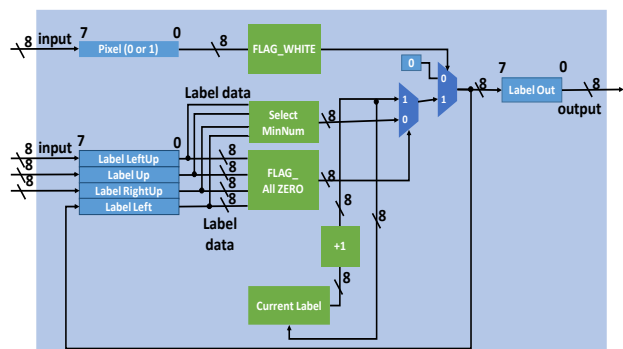 input 7 0 8
8 Pixel (0 or 1) 8 FLAG_WHITE
0 7 0
0 8 Label Out 8
1 output
Label data
Select
MinNum
8
1
0
7 0
input
8 Label LeftUp 8
8 Label Up 8
8 Label RightUp 8
Label Left 8
FLAG_
All ZERO
8
Label
data
8
8
+1
8
Current Label